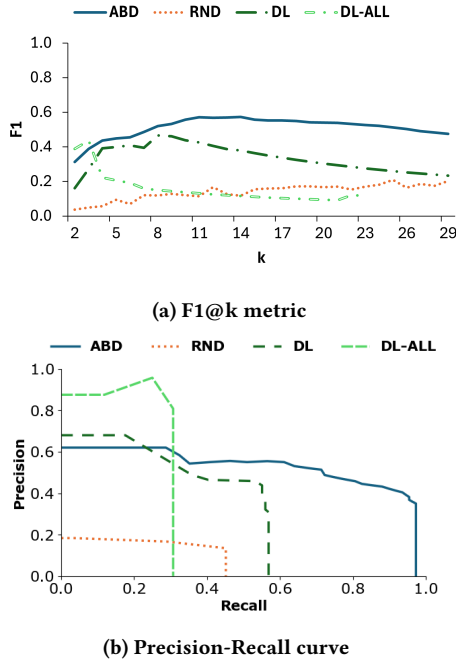 ABD RND DL DL-ALL
1.0
0.8
0.6
0.4
0.2
0.0
F1
2 5 8 11 14 17 20 23 26 29
k
(a) F1@k metric
ABD RND DL DL-ALL
1.0
0.8
0.6
0.4
0.2
0.0
Precision
0.0 0.2 0.4 0.6 0.8 1.0
Recall
(b) Precision-Recall curve